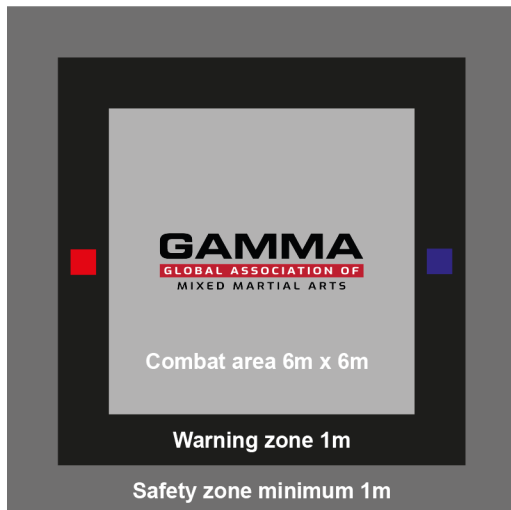 GAMMA
GLOBAL ASSOCIATION OF
MIXED MARTIAL ARTS
Combat area 6m x 6m
Warning zone 1m
Safety zone minimum 1m